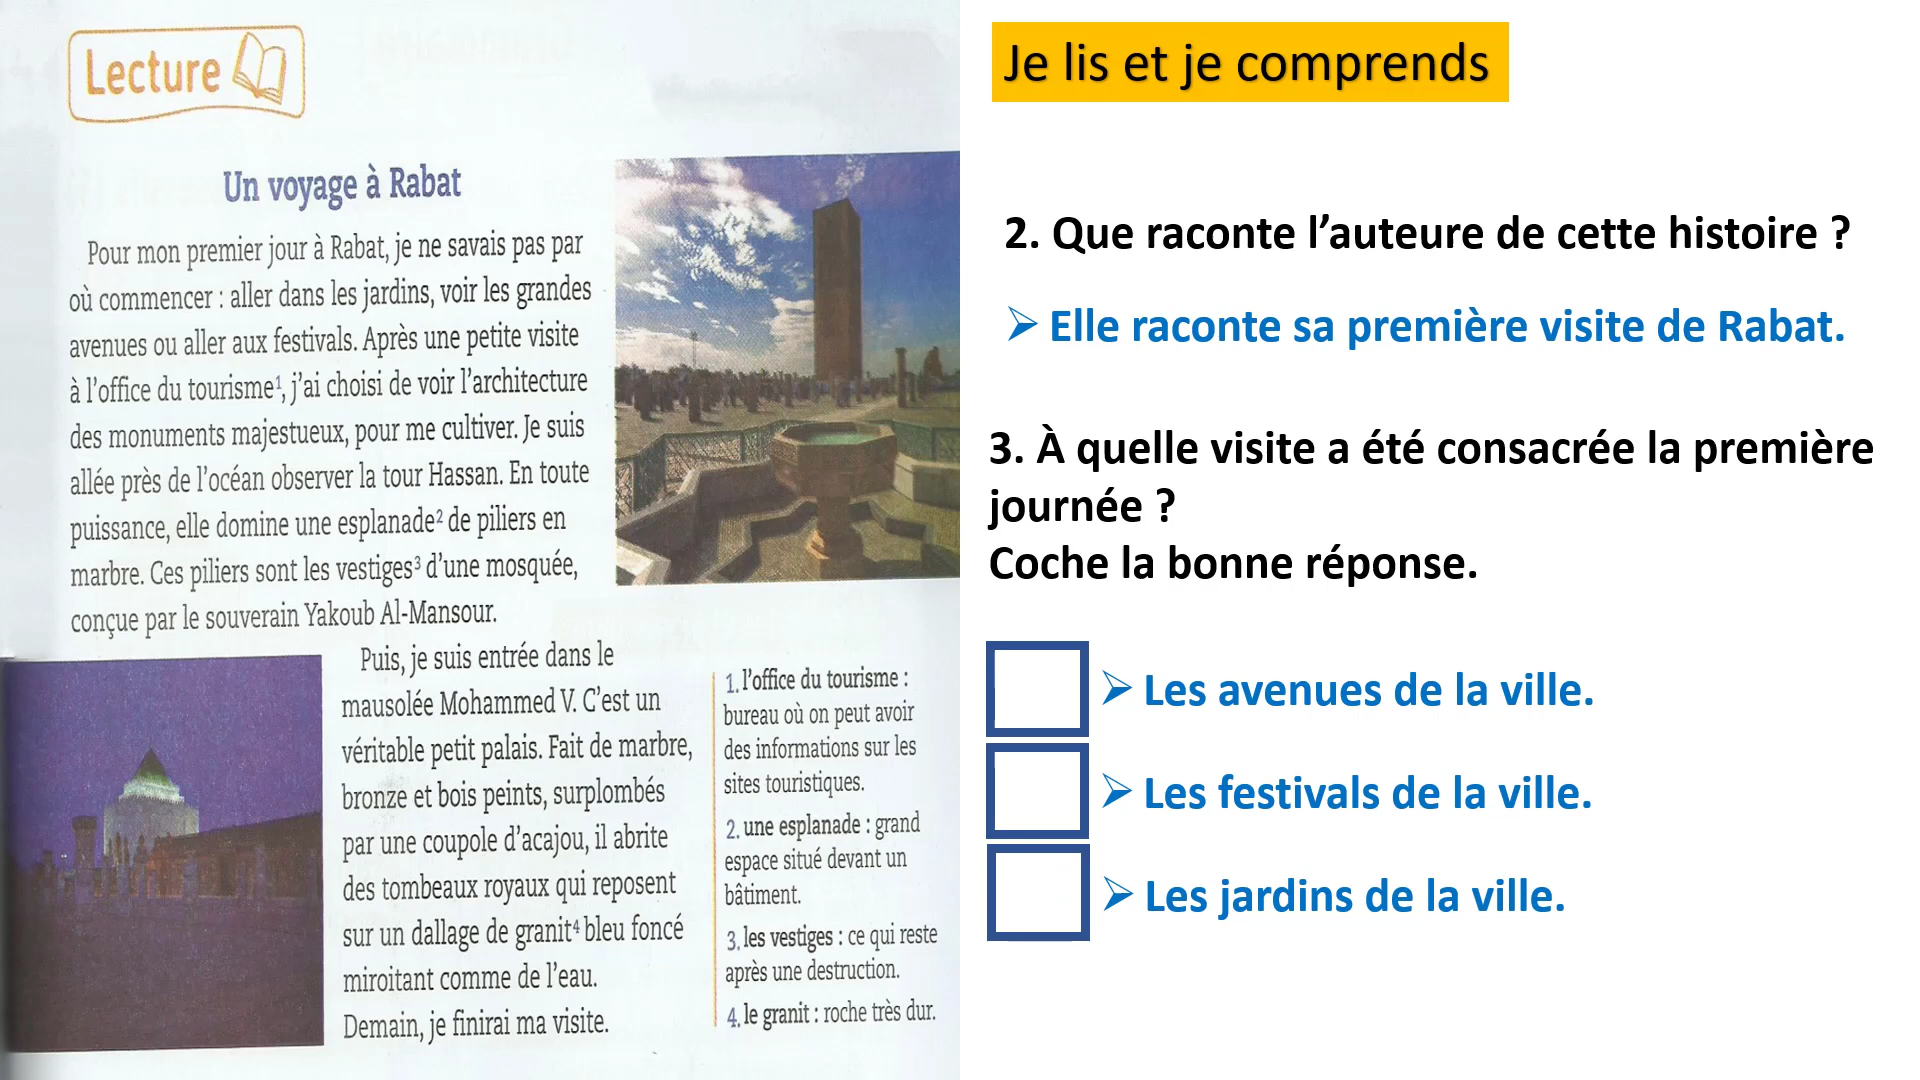 Lecture
Un voyage à Rabat
Pour mon premier jour à Rabat, je ne savais pas par
où commencer : aller dans les jardins, voir les grandes
avenues ou aller aux festivals. Après une petite visite
à l'office du tourisme¹, j'ai choisi de voir l'architecture
des monuments majestueux, pour me cultiver. Je suis
allée près de l'océan observer la tour Hassan. En toute
puissance, elle domine une esplanade² de piliers en
marbre. Ces piliers sont les vestiges³ d'une mosquée,
conçue par le souverain Yakoub Al-Mansour.
Puis, je suis entrée dans le
mausolée Mohammed V. C'est un
véritable petit palais. Fait de marbre,
bronze et bois peints, surplombés
par une coupole d'acajou, il abrite
des tombeaux royaux qui reposent
sur un dallage de granit⁴ bleu foncé
miroitant comme de l'eau.
Demain, je finirai ma visite.
1. l'office du tourisme :
bureau où on peut avoir
des informations sur les
sites touristiques.
2. une esplanade : grand
espace situé devant un
bâtiment.
3. les vestiges : ce qui reste
après une destruction.
4. le granit : roche très dur.
Je lis et je comprends
2. Que raconte l’auteure de cette histoire ?
➢ Elle raconte sa première visite de Rabat.
3. À quelle visite a été consacrée la première
journée ?
Coche la bonne réponse.
➢ Les avenues de la ville.
➢ Les festivals de la ville.
➢ Les jardins de la ville.